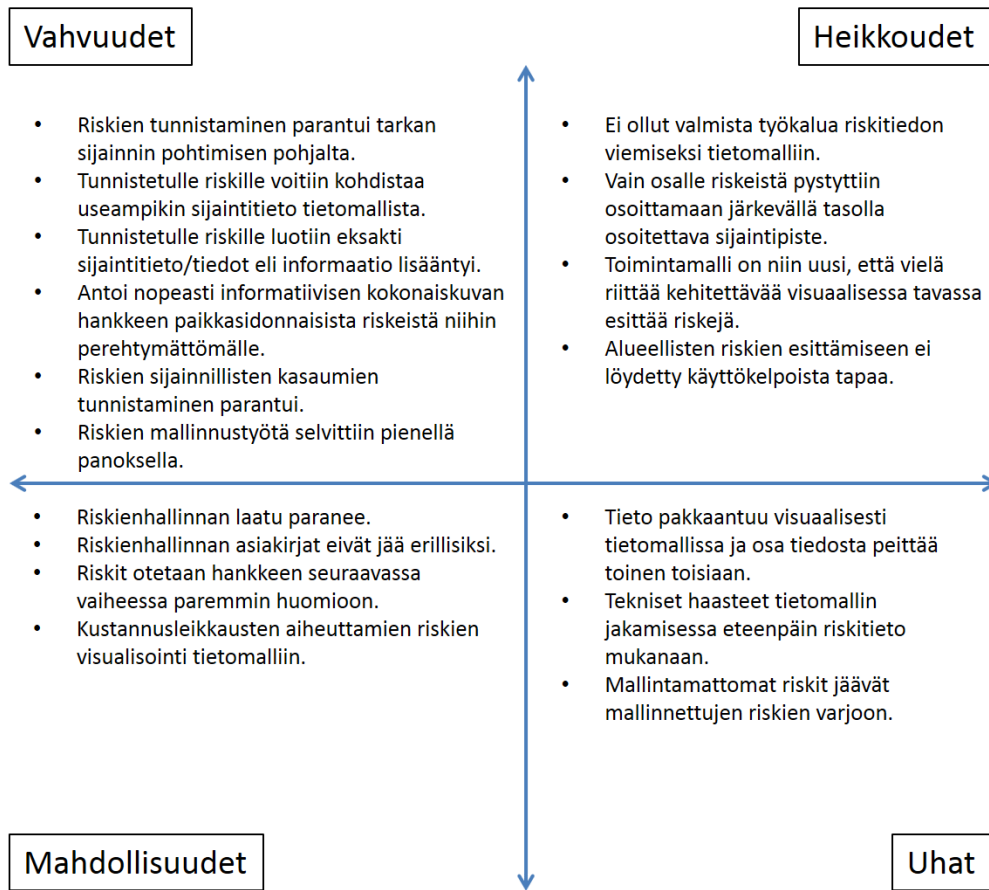 Vahvuudet
• Riskien tunnistaminen parantui tarkan
sijainnin pohtimisen pohjalta.
• Tunnistetulle riskille voitiin kohdistaa
useampikin sijaintitieto tietomallista.
• Tunnistetulle riskille luotiin eksakti
sijaintitieto/tiedot eli informaatio lisääntyi.
• Antoi nopeasti informatiivisen kokonaiskuvan
hankkeen paikkasidonnaisista riskeistä niihin
perehtymättömälle.
• Riskien sijainnillisten kasaumien
tunnistaminen parantui.
• Riskien mallinnustyötä selvittiin pienellä
panoksella.
Heikkoudet
• Ei ollut valmista työkalua riskitiedon
viemiseksi tietomalliin.
• Vain osalle riskeistä pystyttiin
osoittamaan järkevällä tasolla
osoitettava sijaintipiste.
• Toimintamalli on niin uusi, että vielä
riittää kehitettävää visuaalisessa tavassa
esittää riskejä.
• Alueellisten riskien esittämiseen ei
löydetty käyttökelpoista tapaa.
• Riskienhallinnan laatu paranee.
• Riskienhallinnan asiakirjat eivät jää erillisiksi.
• Riskit otetaan hankkeen seuraavassa
vaiheessa paremmin huomioon.
• Kustannusleikkausten aiheuttamien riskien
visualisointi tietomalliin.
Mahdollisuudet
• Tieto pakkaantuu visuaalisesti
tietomallissa ja osa tiedosta peittää
toinen toisiaan.
• Tekniset haasteet tietomallin
jakamisessa eteenpäin riskitieto
mukanaan.
• Mallintamattomat riskit jäävät
mallinnettujen riskien varjoon.
Uhat